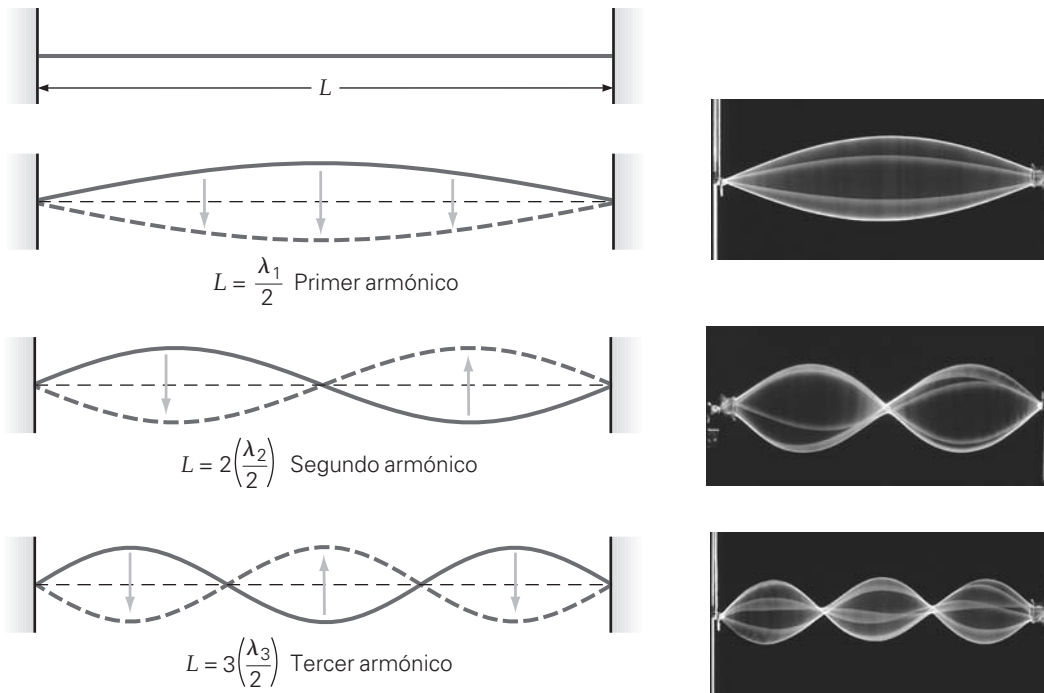 L
L = λ1/2 Primer armónico
L = 2(λ2/2) Segundo armónico
L = 3(λ3/2) Tercer armónico